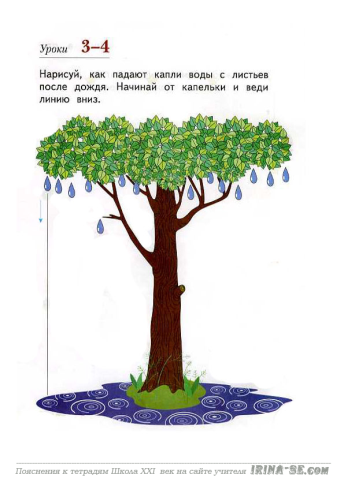 Уроки 3–4
Нарисуй, как падают капли воды с листьев
после дождя. Начинай от капельки и веди
линию вниз.
Пояснения к тетрадям Школа XXI век на сайте учителя IRINA-SE.COM